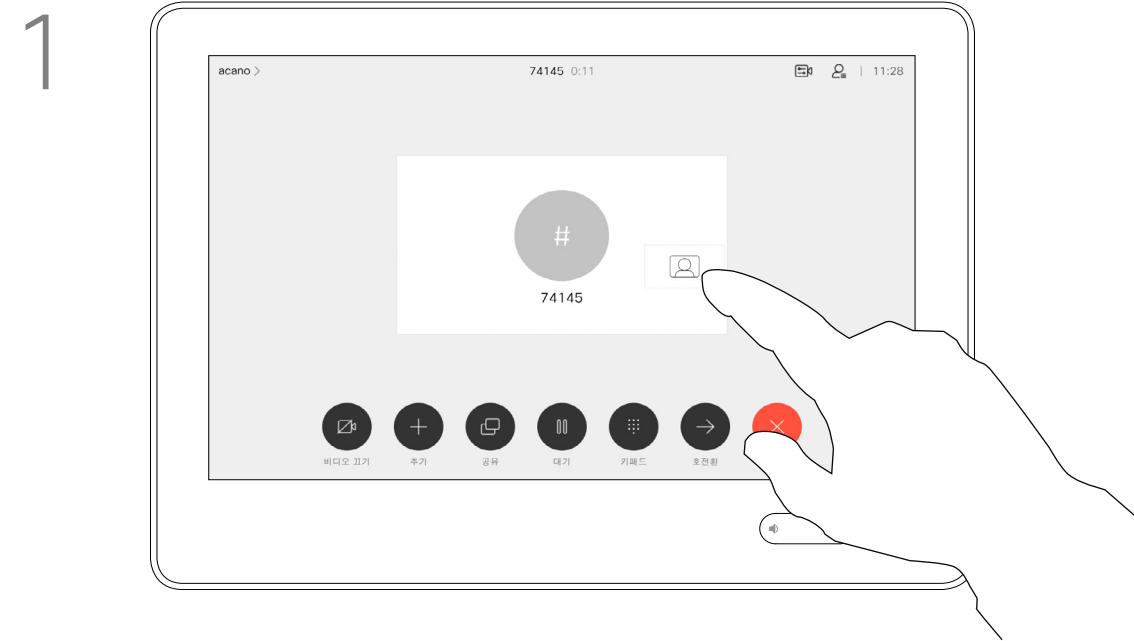 1
acano >
74145 0:11
11:28
#
74145
비디오 끄기
추가
공유
대기
키패드
호전환